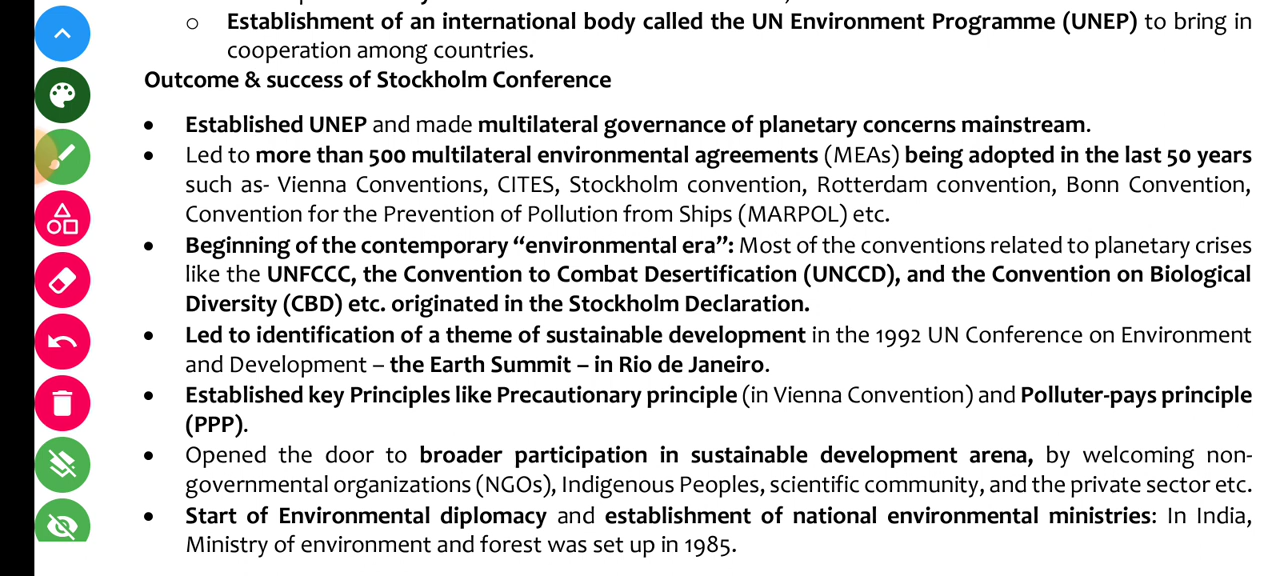 ○ Establishment of an international body called the UN Environment Programme (UNEP) to bring in
cooperation among countries.
Outcome & success of Stockholm Conference
• Established UNEP and made multilateral governance of planetary concerns mainstream.
• Led to more than 500 multilateral environmental agreements (MEAs) being adopted in the last 50 years
such as- Vienna Conventions, CITES, Stockholm convention, Rotterdam convention, Bonn Convention,
Convention for the Prevention of Pollution from Ships (MARPOL) etc.
• Beginning of the contemporary “environmental era”: Most of the conventions related to planetary crises
like the UNFCCC, the Convention to Combat Desertification (UNCCD), and the Convention on Biological
Diversity (CBD) etc. originated in the Stockholm Declaration.
• Led to identification of a theme of sustainable development in the 1992 UN Conference on Environment
and Development – the Earth Summit – in Rio de Janeiro.
• Established key Principles like Precautionary principle (in Vienna Convention) and Polluter-pays principle
(PPP).
• Opened the door to broader participation in sustainable development arena, by welcoming non-
governmental organizations (NGOs), Indigenous Peoples, scientific community, and the private sector etc.
• Start of Environmental diplomacy and establishment of national environmental ministries: In India,
Ministry of environment and forest was set up in 1985.